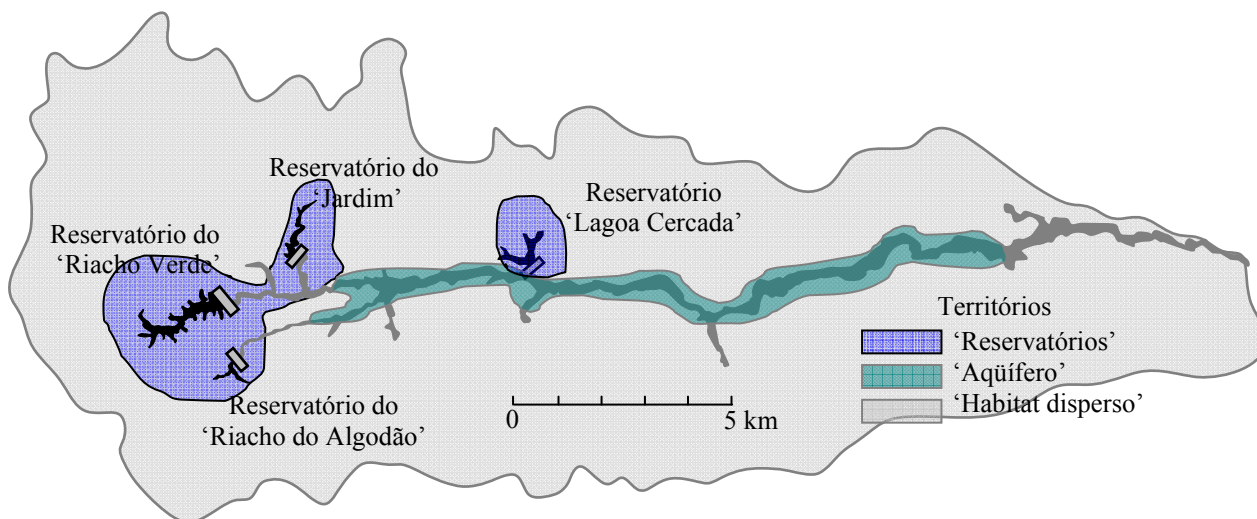 Reservatório do
‘Jardim’
Reservatório
‘Lagoa Cercada’
Reservatório do
‘Riacho Verde’
Territórios
‘Reservatórios’
‘Aqüífero’
‘Habitat disperso’
Reservatório do
‘Riacho do Algodão’
0 5 km